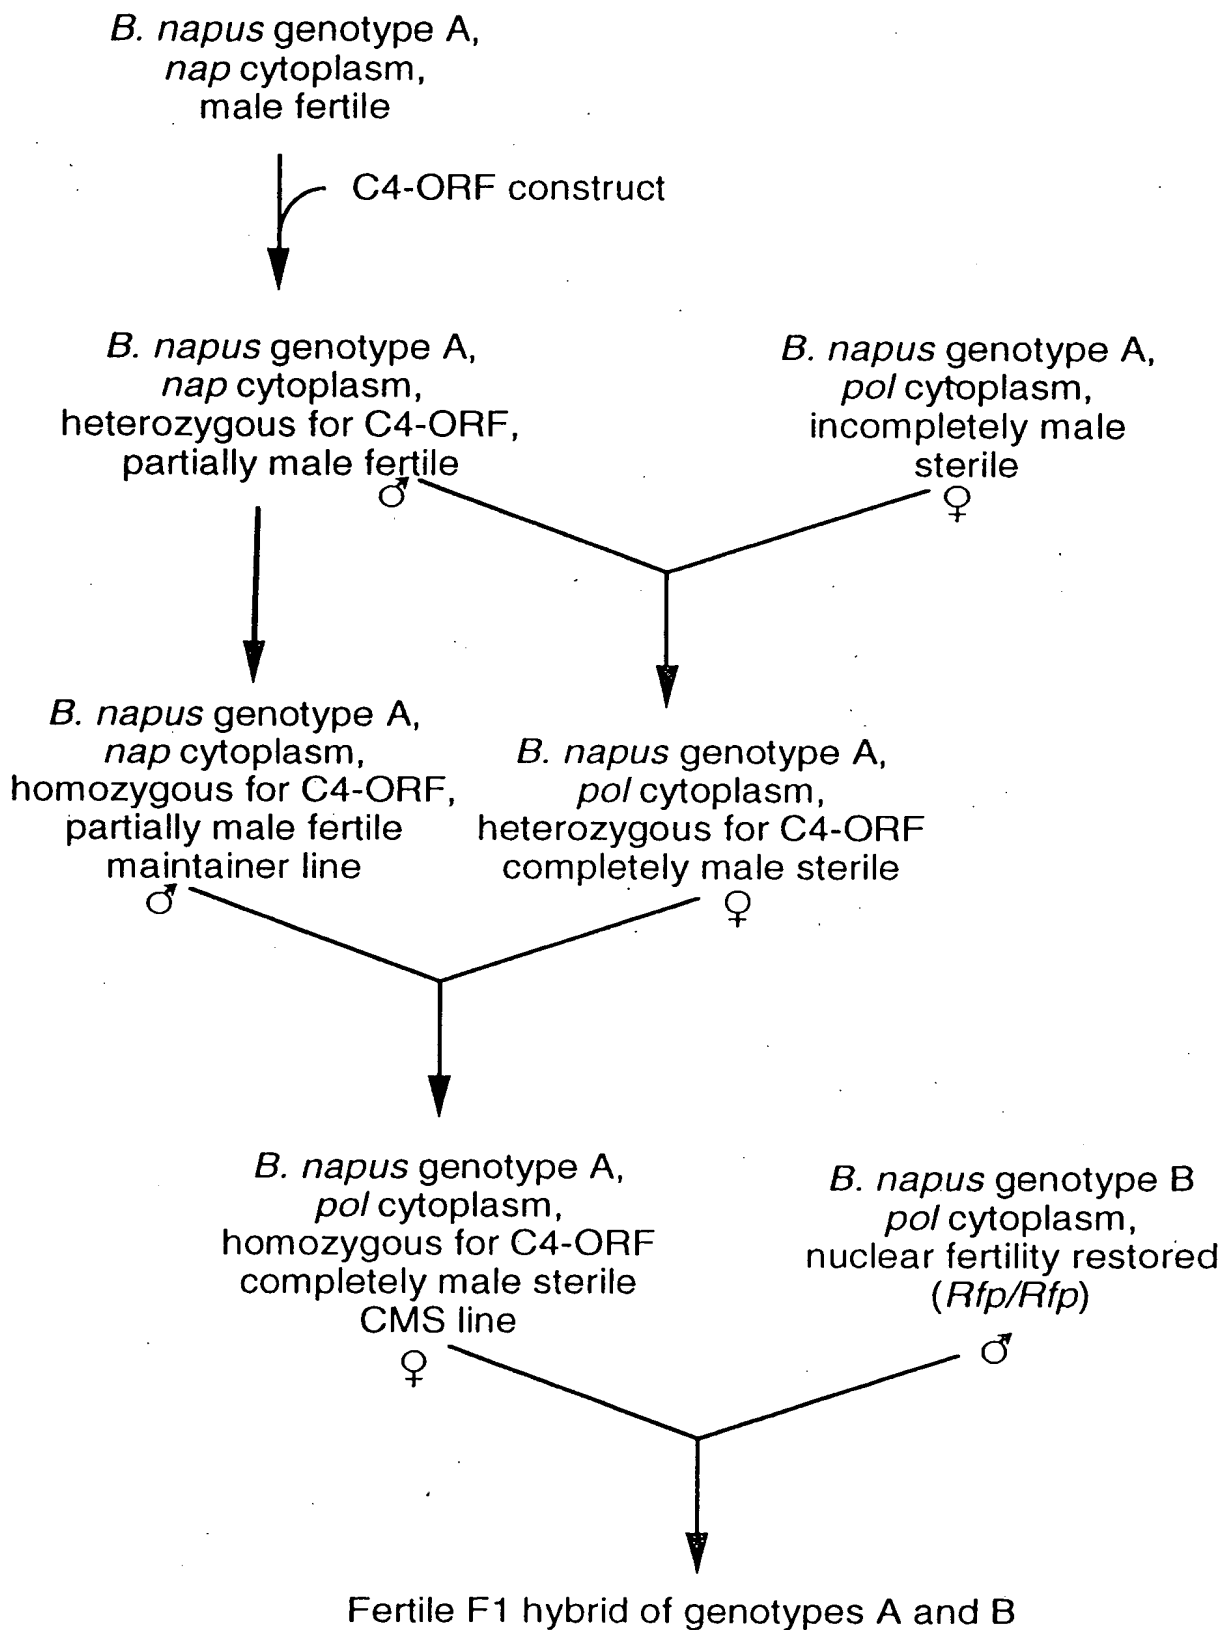 B. napus genotype A,
nap cytoplasm,
male fertile
C4-ORF construct
B. napus genotype A,
nap cytoplasm,
heterozygous for C4-ORF,
partially male fertile
♂
B. napus genotype A,
pol cytoplasm,
incompletely male
sterile
♀
B. napus genotype A,
nap cytoplasm,
homozygous for C4-ORF,
partially male fertile
maintainer line
♂
B. napus genotype A,
pol cytoplasm,
heterozygous for C4-ORF
completely male sterile
♀
B. napus genotype A,
pol cytoplasm,
homozygous for C4-ORF
completely male sterile
CMS line
♀
B. napus genotype B
pol cytoplasm,
nuclear fertility restored
(Rfp/Rfp)
♂
Fertile F1 hybrid of genotypes A and B